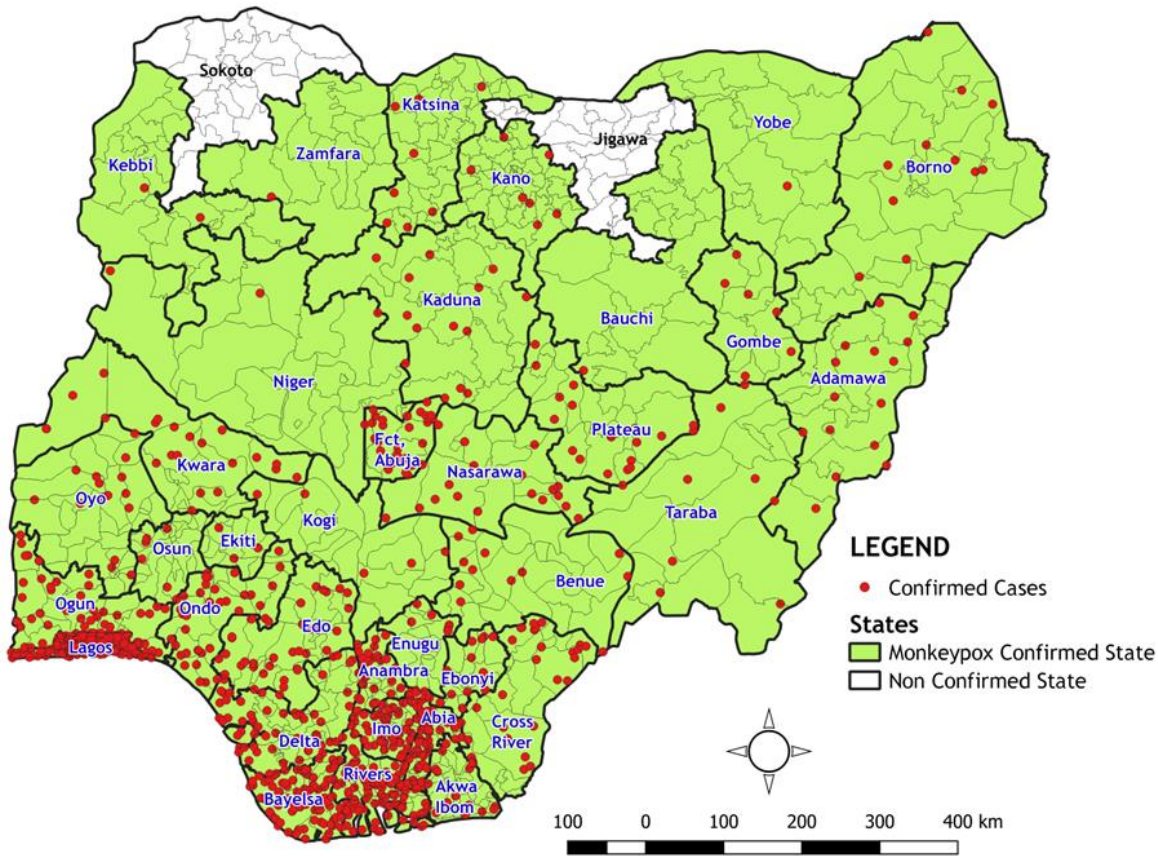 Sokoto
Katsina
Jigawa
Yobe
Kebbi
Zamfara
Kano
Borno
Kaduna
Bauchi
Gombe
Niger
Adamawa
Fct,
Abuja
Plateau
Kwara
Nasarawa
Oyo
Kogi
Taraba
Osun
Ekiti
Benue
Ogun
Ondo
Edo
Enugu
Lagos
Anambra
Ebonyi
Abia
Imo
Cross
River
Delta
Rivers
Bayelsa
Akwa
Ibom
LEGEND
Confirmed Cases
States
Monkeypox Confirmed State
Non Confirmed State
100 0 100 200 300 400 km